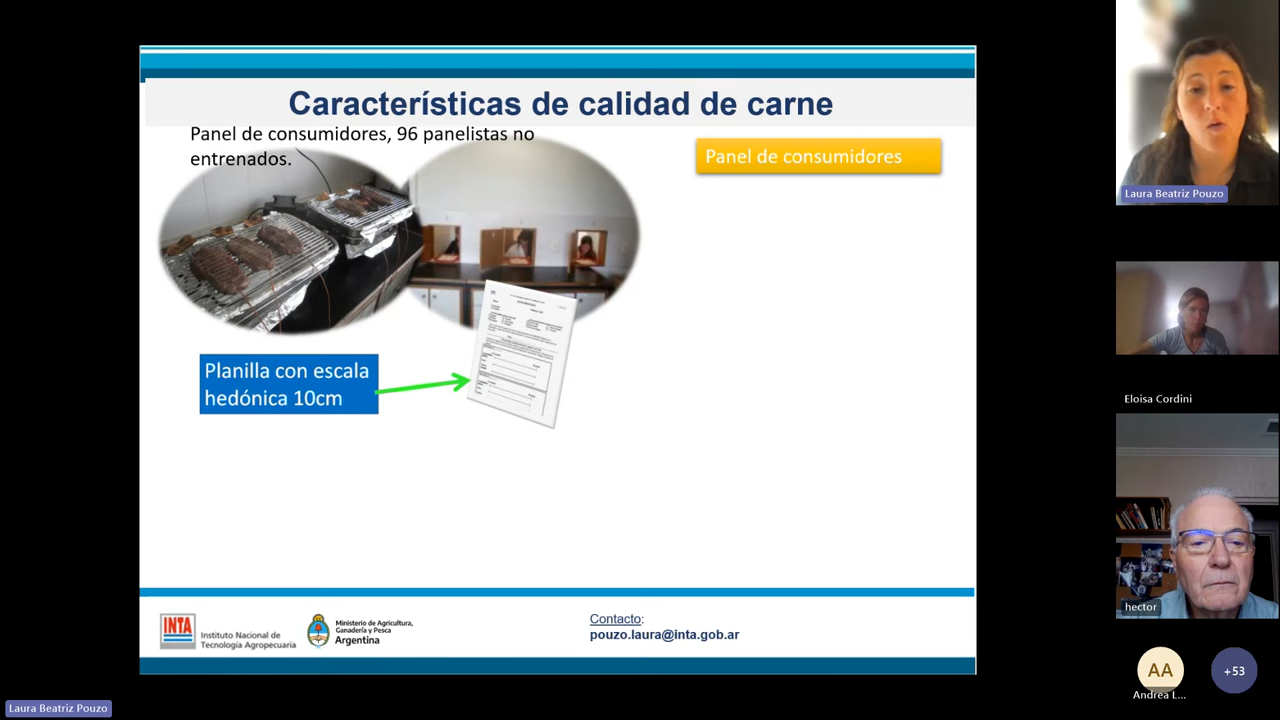 Características de calidad de carne
Panel de consumidores, 96 panelistas no
entrenados.
Panel de consumidores
Planilla con escala
hedónica 10cm
INTA
Instituto Nacional de
Tecnología Agropecuaria
Ministerio de Agricultura,
Ganadería y Pesca
Argentina
Contacto:
pouzo.laura@inta.gob.ar
Laura Beatriz Pouzo
Eloisa Cordini
hector
AA
Andrea L...
+53
Laura Beatriz Pouzo